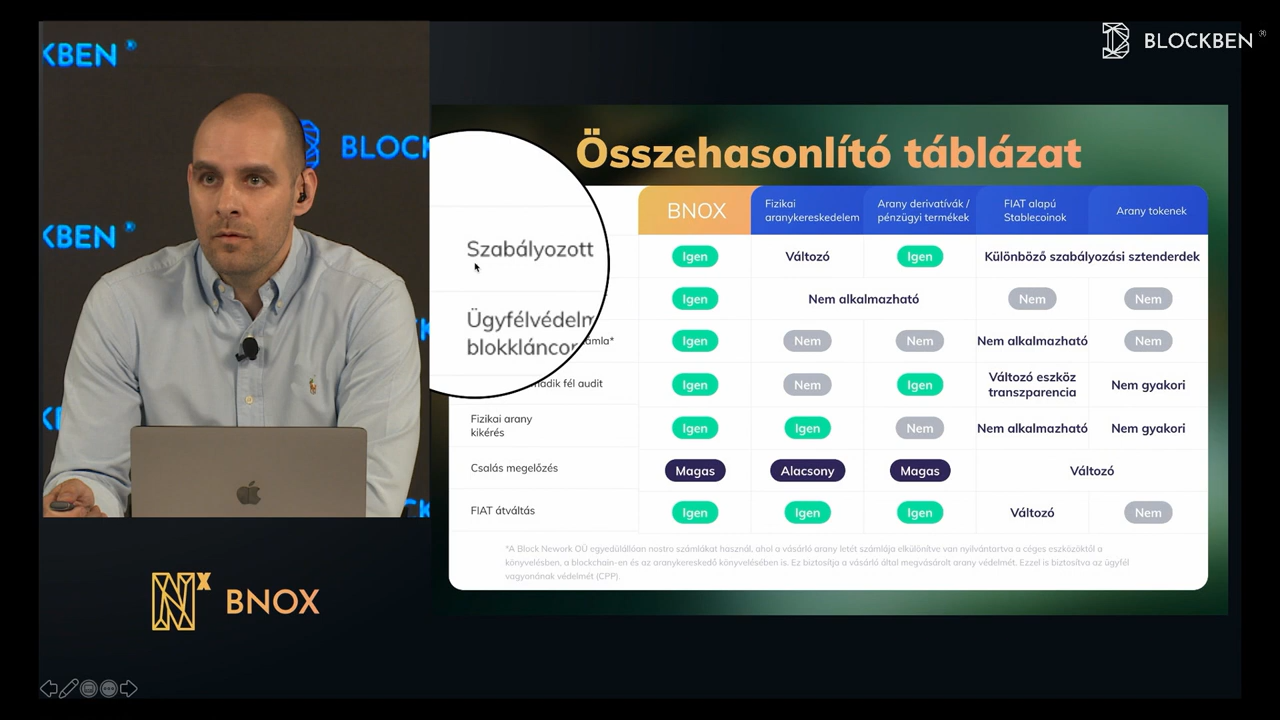 KBEN®
BLOCK
KBEN®
BLOCKBEN®
Összehasonlító táblázat
BNOX
Fizikai
aranykereskedelem
Arany derivatívák /
pénzügyi termékek
FIAT alapú
Stablecoinok
Arany tokenek
Szabályozott
Igen
Változó
Igen
Különböző szabályozási sztenderdek
Ügyfélvédelm
blokkláncon
Igen
Nem alkalmazható
Nem
Nem
ámla*
Igen
Nem
Nem
Nem alkalmazható
Nem
madik fél audit
Igen
Nem
Igen
Változó eszköz
transzparencia
Nem gyakori
Fizikai arany
kikérés
Igen
Igen
Nem
Nem alkalmazható
Nem gyakori
Csalás megelőzés
Magas
Alacsony
Magas
Változó
FIAT átváltás
Igen
Igen
Igen
Változó
Nem
*A Block Nework OÜ egyedülállóan nostro számlákat használ, ahol a vásárló arany letét számlája elkülönítve van nyilvántartva a céges eszközöktől a
könyvelésben, a blockchain-en és az aranykereskedő könyvelésében is. Ez biztosítja a vásárló által megvásárolt arany védelmét. Ezzel is biztosítva az ügyfél
vagyonának védelmét (CPP).
BNOX